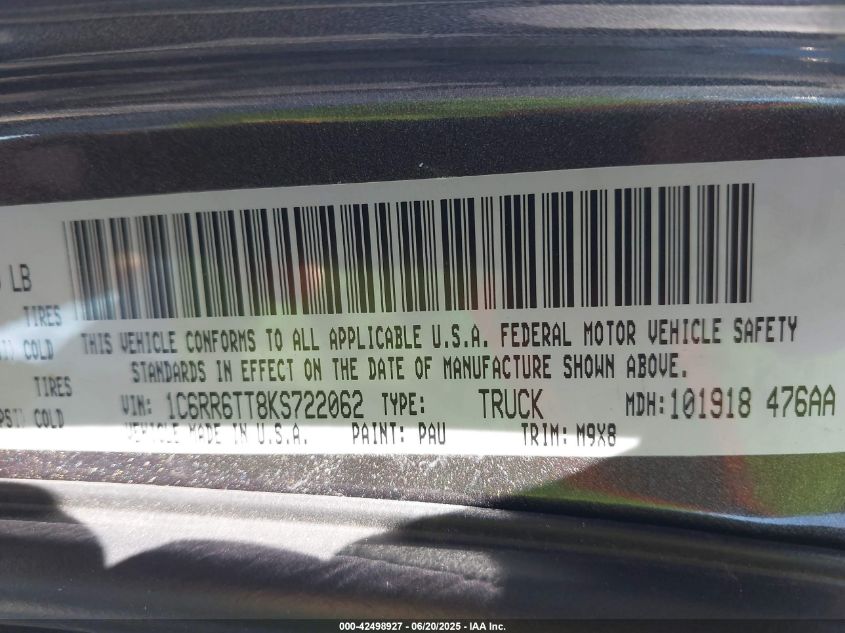 LB
TIRES
COLD
TIRES
COLD
THIS VEHICLE CONFORMS TO ALL APPLICABLE U.S.A. FEDERAL MOTOR VEHICLE SAFETY
STANDARDS IN EFFECT ON THE DATE OF MANUFACTURE SHOWN ABOVE.
VIN: 1C6RR6TT8KS722062 TYPE: TRUCK MDH: 101918 476AA
VEHICLE MADE IN U.S.A. PAINT: PAU TRIM: M9X8
000-42498927 - 06/20/2025 - IAA Inc.